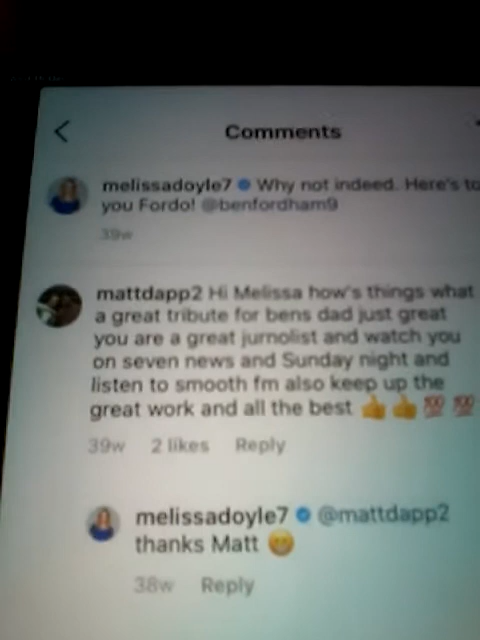 Comments
melissadoyle7 Why not indeed. Here's to
you Fordo! @benfordham9
39w
mattdapp2 Hi Melissa how's things what
a great tribute for bens dad just great
you are a great jurnolist and watch you
on seven news and Sunday night and
listen to smooth fm also keep up the
great work and all the best 👍👍💯💯
39w 2 likes Reply
melissadoyle7 @mattdapp2
thanks Matt 😀
38w Reply